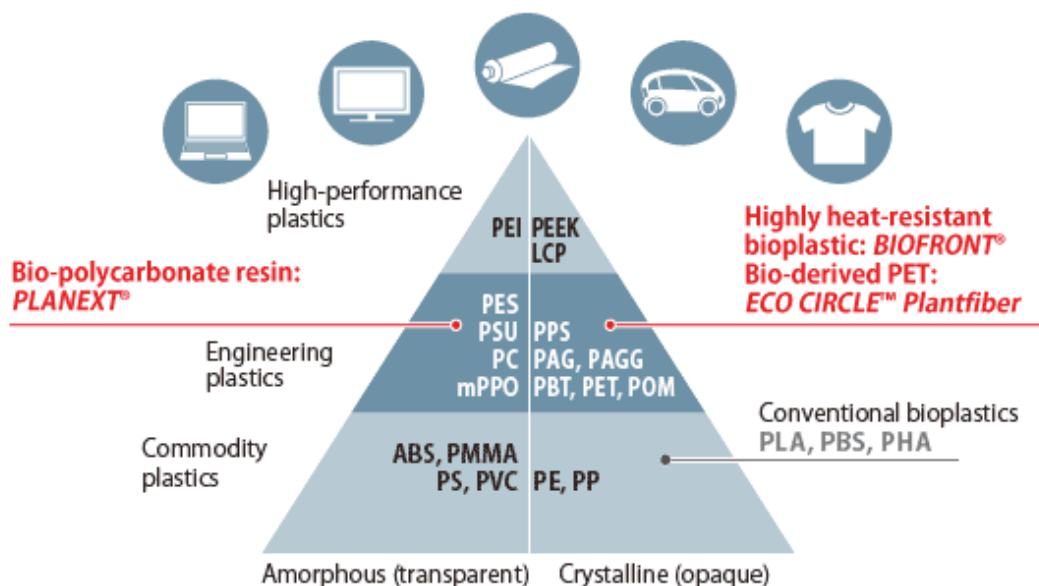 High-performance
plastics
PEI
PEEK
LCP
Highly heat-resistant
bioplastic: BIOFRONT®
Bio-derived PET:
ECO CIRCLE™ Plantfiber
Bio-polycarbonate resin:
PLANEXT®
Engineering
plastics
PES
PSU
PC
mPPO
PPS
PAG, PAGG
PBT, PET, POM
Conventional bioplastics
PLA, PBS, PHA
Commodity
plastics
ABS, PMMA
PS, PVC
PE, PP
Amorphous (transparent)
Crystalline (opaque)